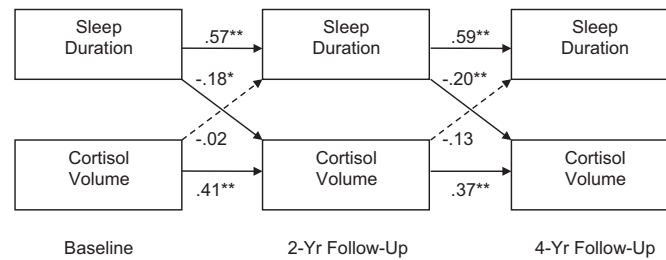 Sleep
Duration
.57**
Sleep
Duration
.59**
Sleep
Duration
-.18*
-.20**
-.02
-.13
Cortisol
Volume
.41**
Cortisol
Volume
.37**
Cortisol
Volume
Baseline
2-Yr Follow-Up
4-Yr Follow-Up